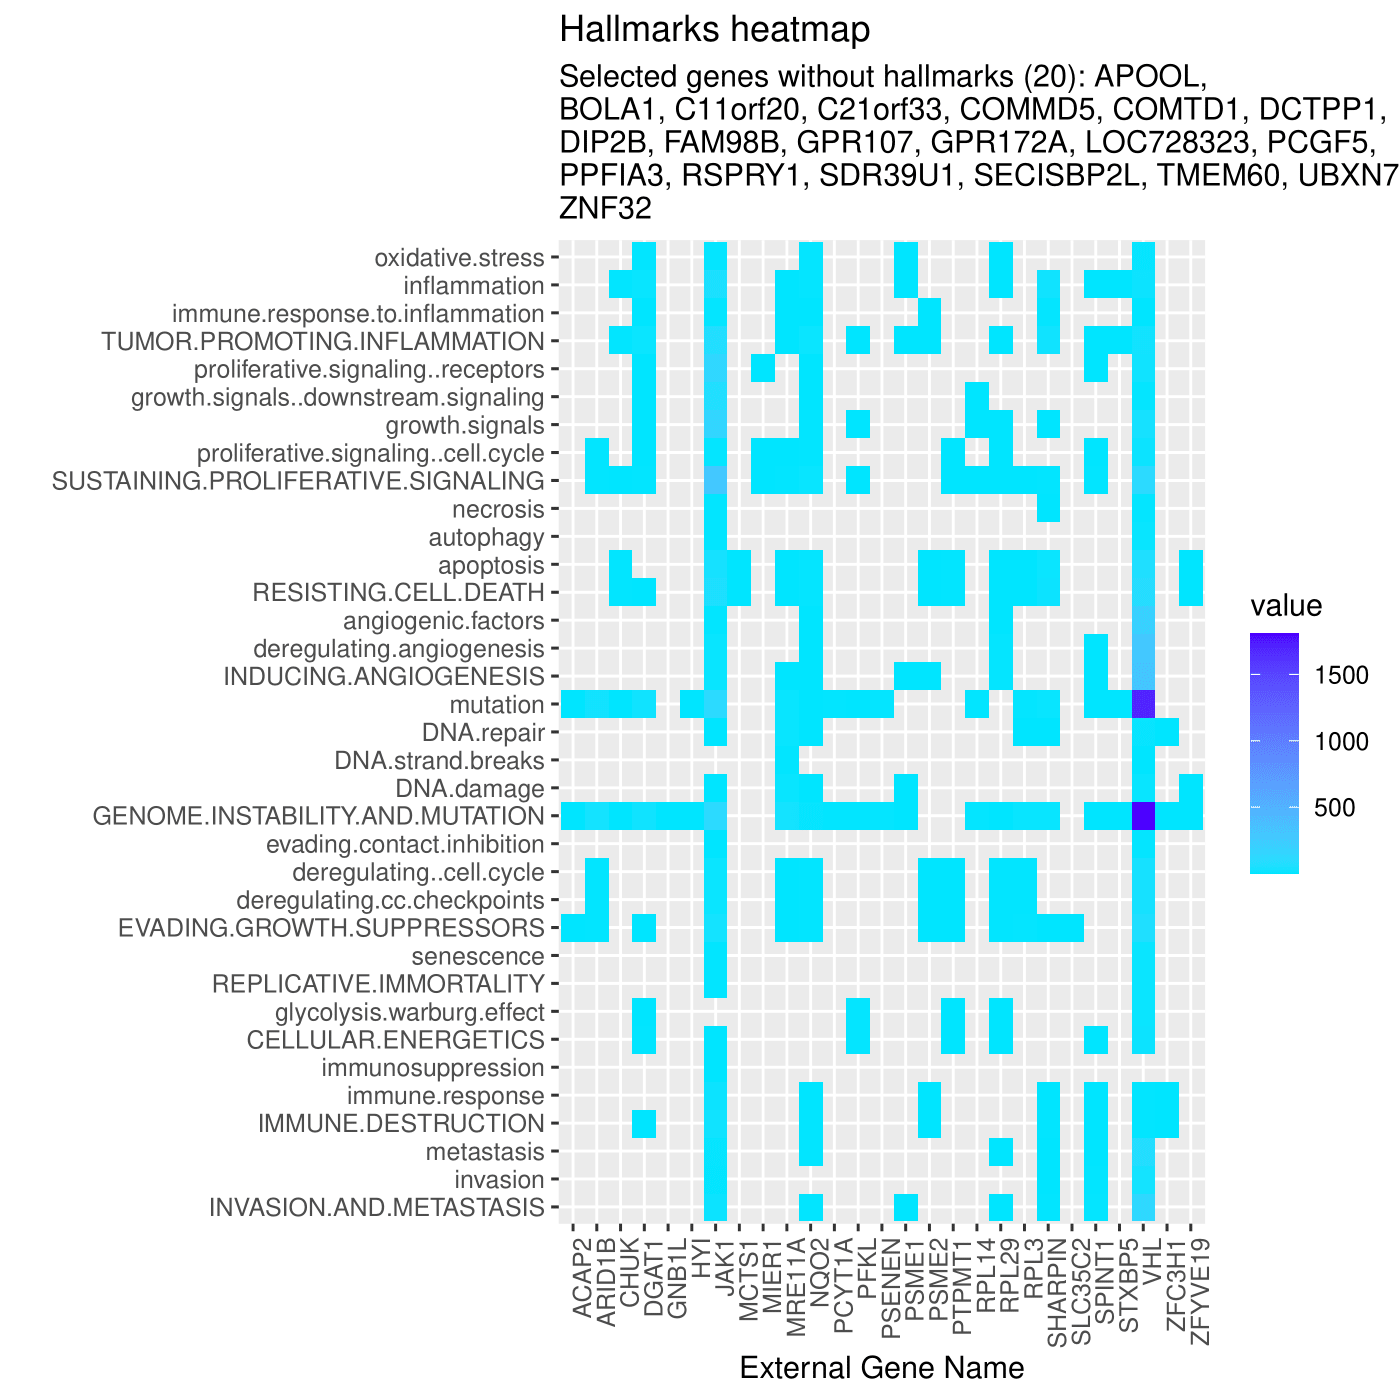 Hallmarks heatmap
Selected genes without hallmarks (20): APOOL,
BOLA1, C11orf20, C21orf33, COMMD5, COMTD1, DCTPP1,
DIP2B, FAM98B, GPR107, GPR172A, LOC728323, PCGF5,
PPFIA3, RSPRY1, SDR39U1, SECISBP2L, TMEM60, UBXN7
ZNF32
oxidative.stress
inflammation
immune.response.to.inflammation
TUMOR.PROMOTING.INFLAMMATION
proliferative.signaling..receptors
growth.signals..downstream.signaling
growth.signals
proliferative.signaling..cell.cycle
SUSTAINING.PROLIFERATIVE.SIGNALING
necrosis
autophagy
apoptosis
RESISTING.CELL.DEATH
angiogenic.factors
deregulating.angiogenesis
INDUCING.ANGIOGENESIS
mutation
DNA.repair
DNA.strand.breaks
DNA.damage
GENOME.INSTABILITY.AND.MUTATION
evading.contact.inhibition
deregulating..cell.cycle
deregulating.cc.checkpoints
EVADING.GROWTH.SUPPRESSORS
senescence
REPLICATIVE.IMMORTALITY
glycolysis.warburg.effect
CELLULAR.ENERGETICS
immunosuppression
immune.response
IMMUNE.DESTRUCTION
metastasis
invasion
INVASION.AND.METASTASIS
ACAP2
ARID1B
CHUK
DGAT1
GNB1L
HYI
JAK1
MCTS1
MIER1
MRE11A
NQO2
PCYT1A
PFKL
PSENEN
PSME1
PSME2
PTPMT1
RPL14
RPL29
RPL3
SHARPIN
SLC35C2
SPINT1
STXBP5
VHL
ZFC3H1
ZFYVE19
External Gene Name
value
1500
1000
500